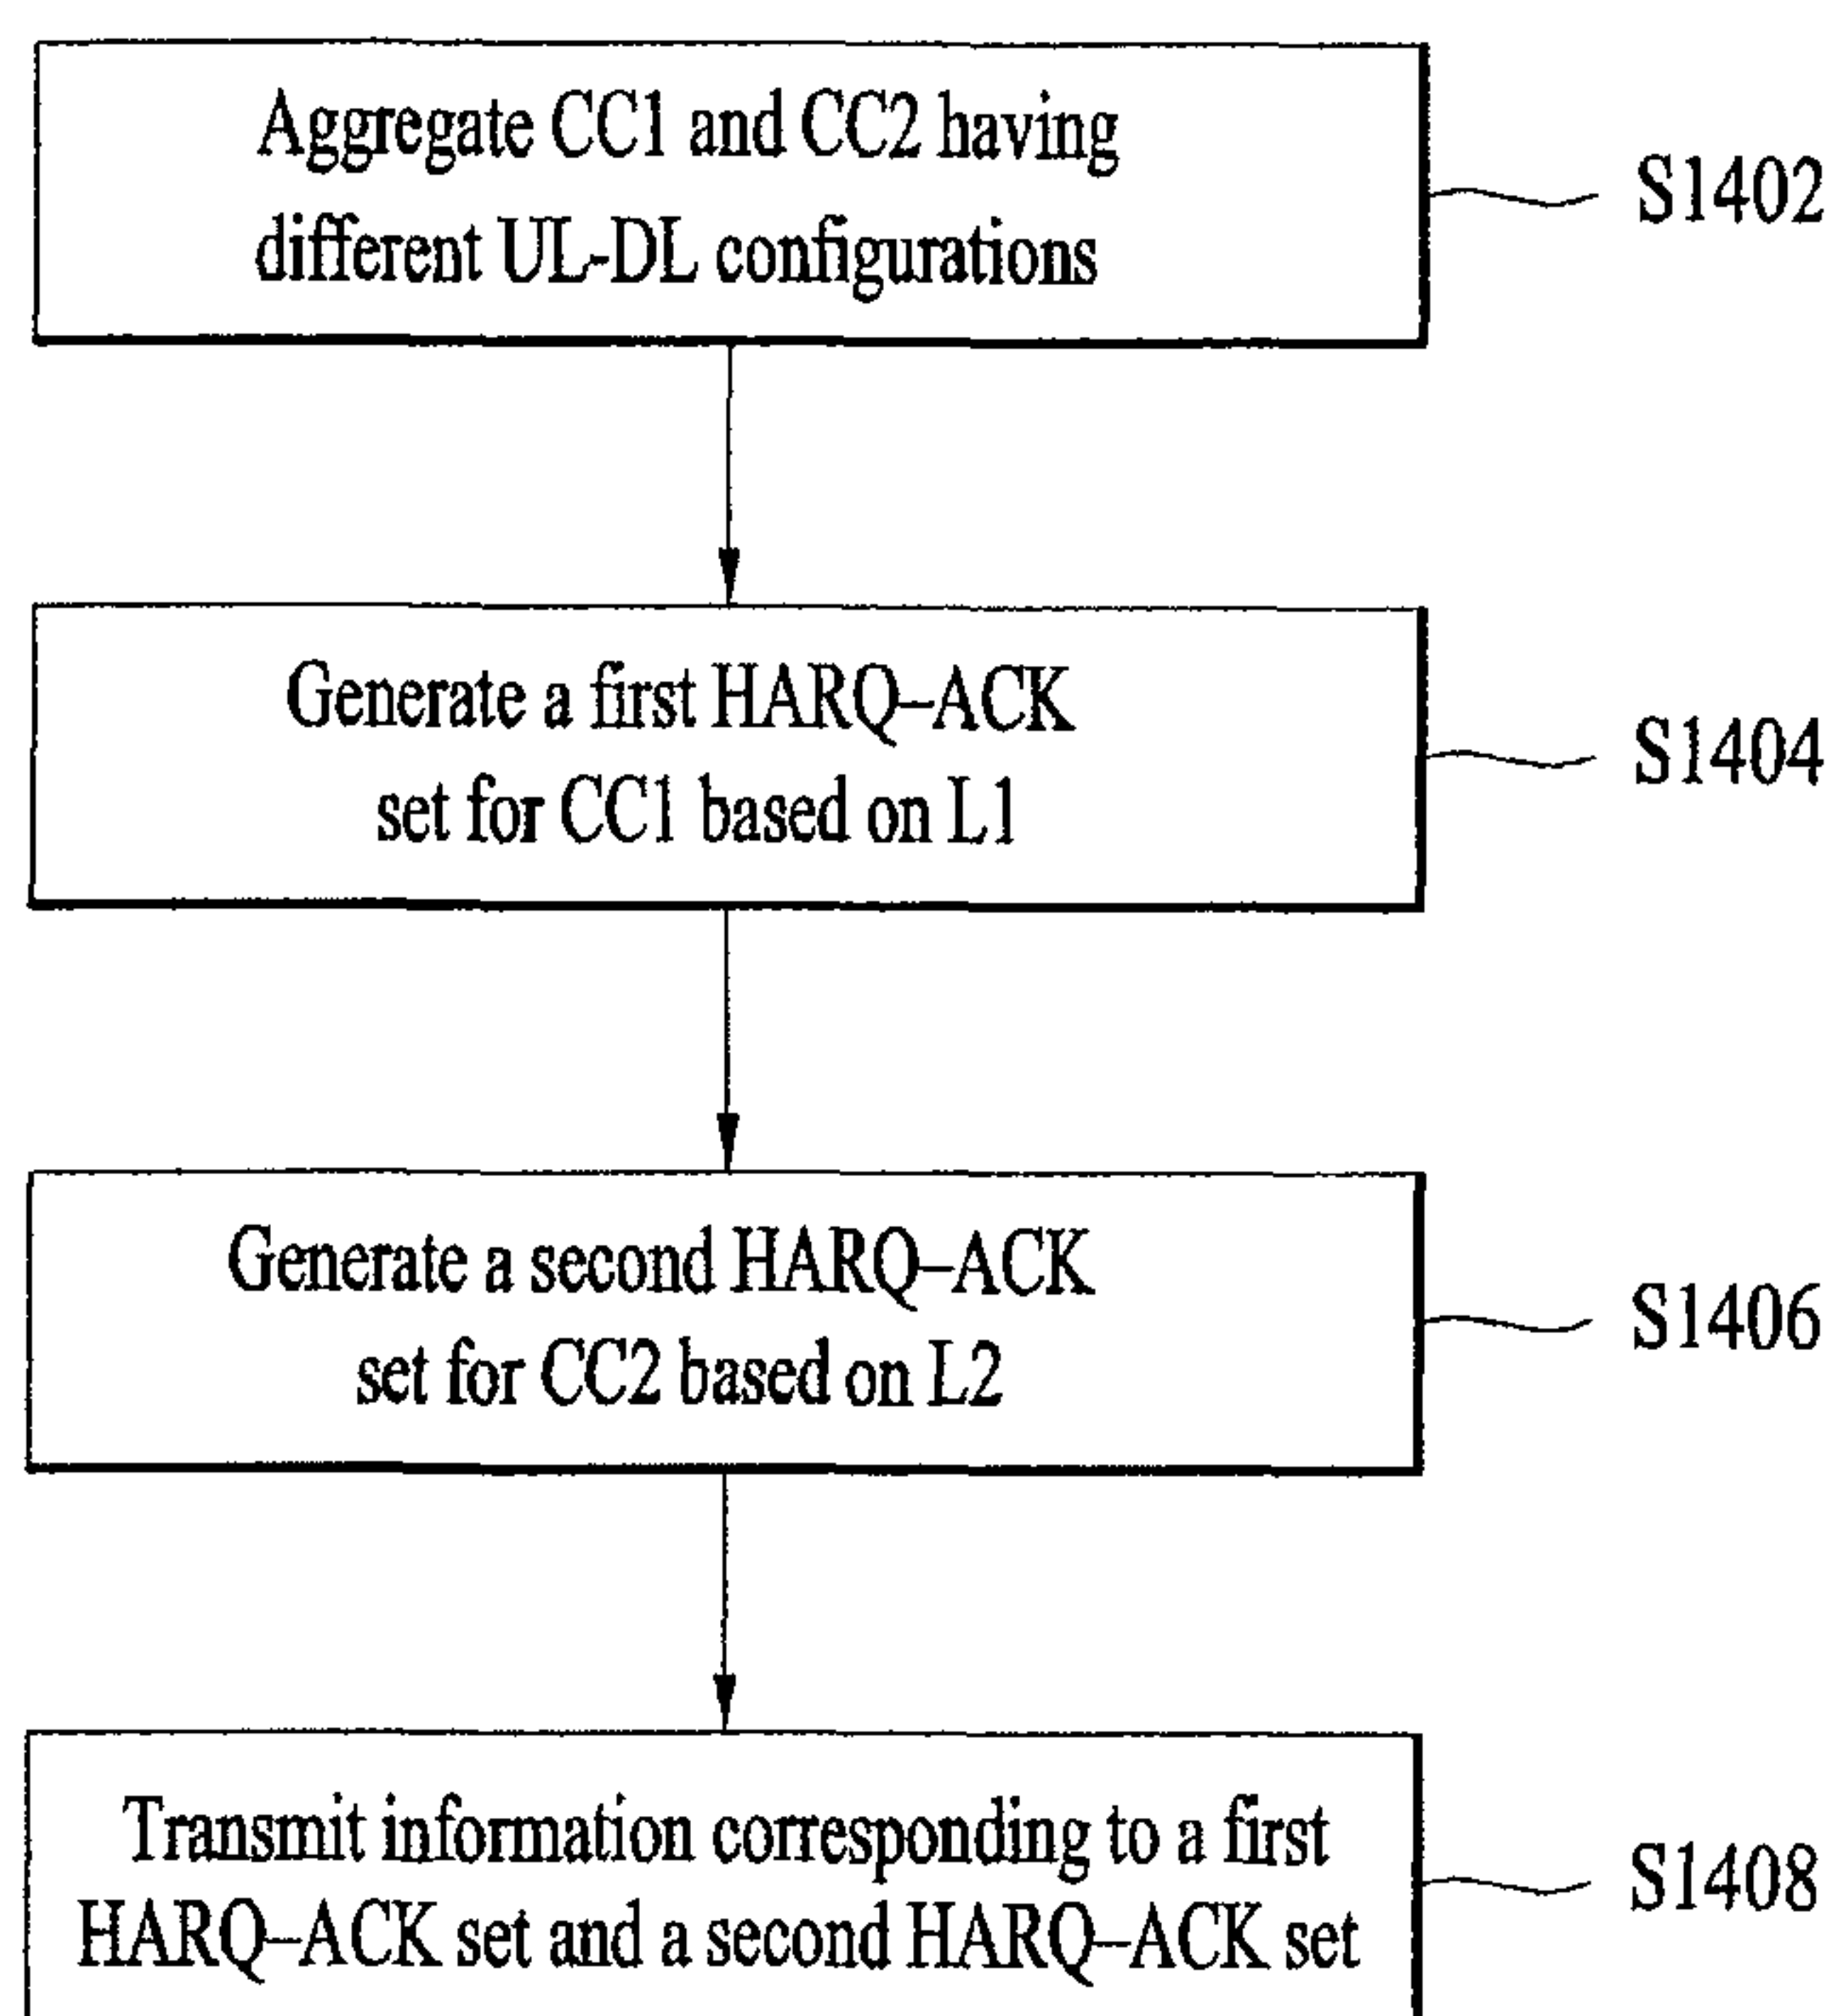 Aggregate CC1 and CC2 having
different UL-DL configurations
S1402
Generate a first HARQ–ACK
set for CC1 based on L1
S1404
Generate a second HARQ–ACK
set for CC2 based on L2
S1406
Transmit information corresponding to a first
HARQ–ACK set and a second HARQ–ACK set
S1408